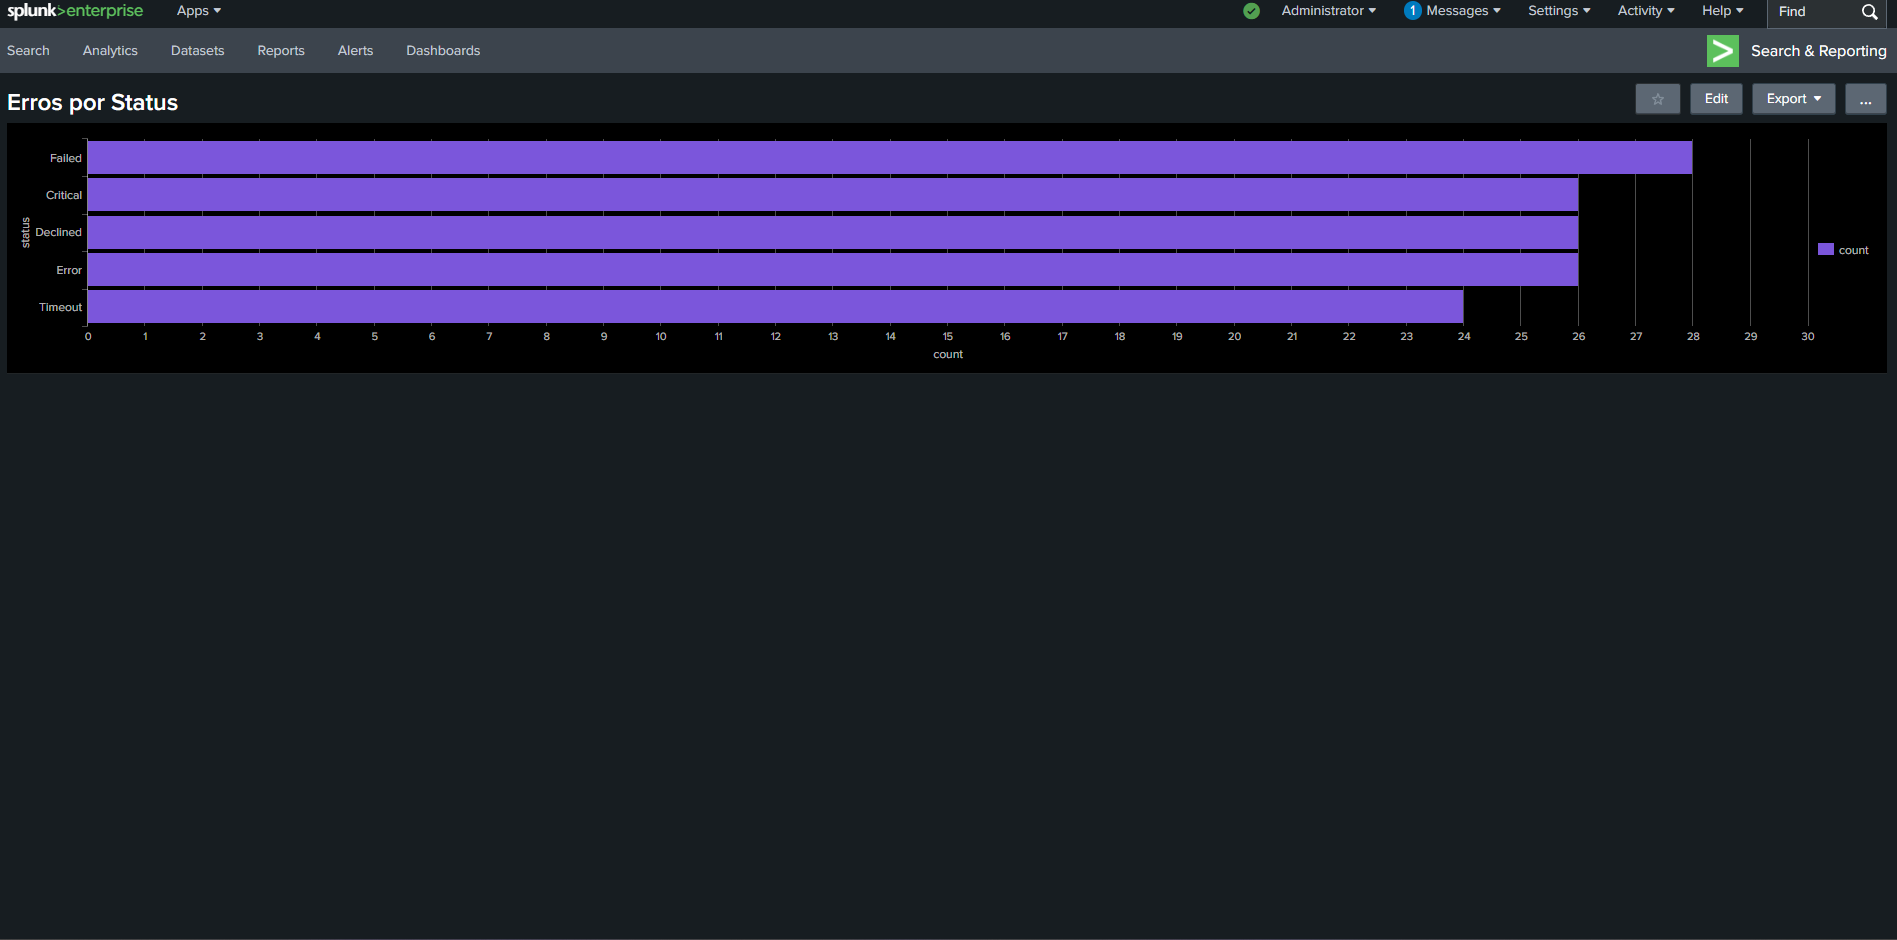 splunk>enterprise Apps Administrator 1 Messages Settings Activity Help Find
Search Analytics Datasets Reports Alerts Dashboards Search & Reporting
Erros por Status Edit Export ...
Failed
Critical
Declined
Error
Timeout
status
count
0 1 2 3 4 5 6 7 8 9 10 11 12 13 14 15 16 17 18 19 20 21 22 23 24 25 26 27 28 29 30
count